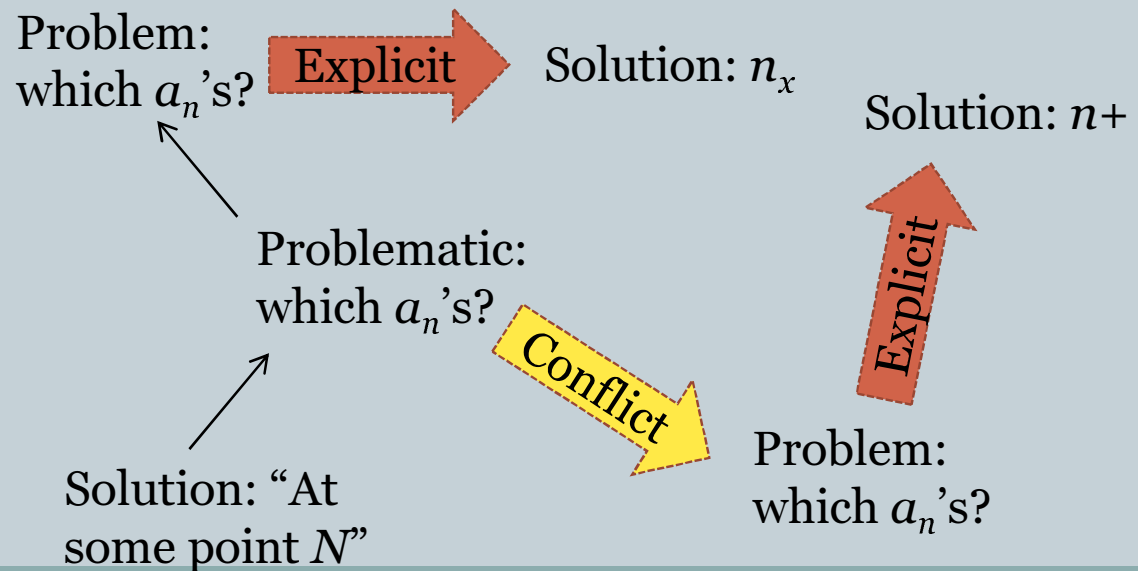 Problem:
which aₙ’s?
Explicit
Solution: nₓ
Solution: n+
Explicit
Problematic:
which aₙ’s?
Conflict
Problem:
which aₙ’s?
Solution: “At
some point N”